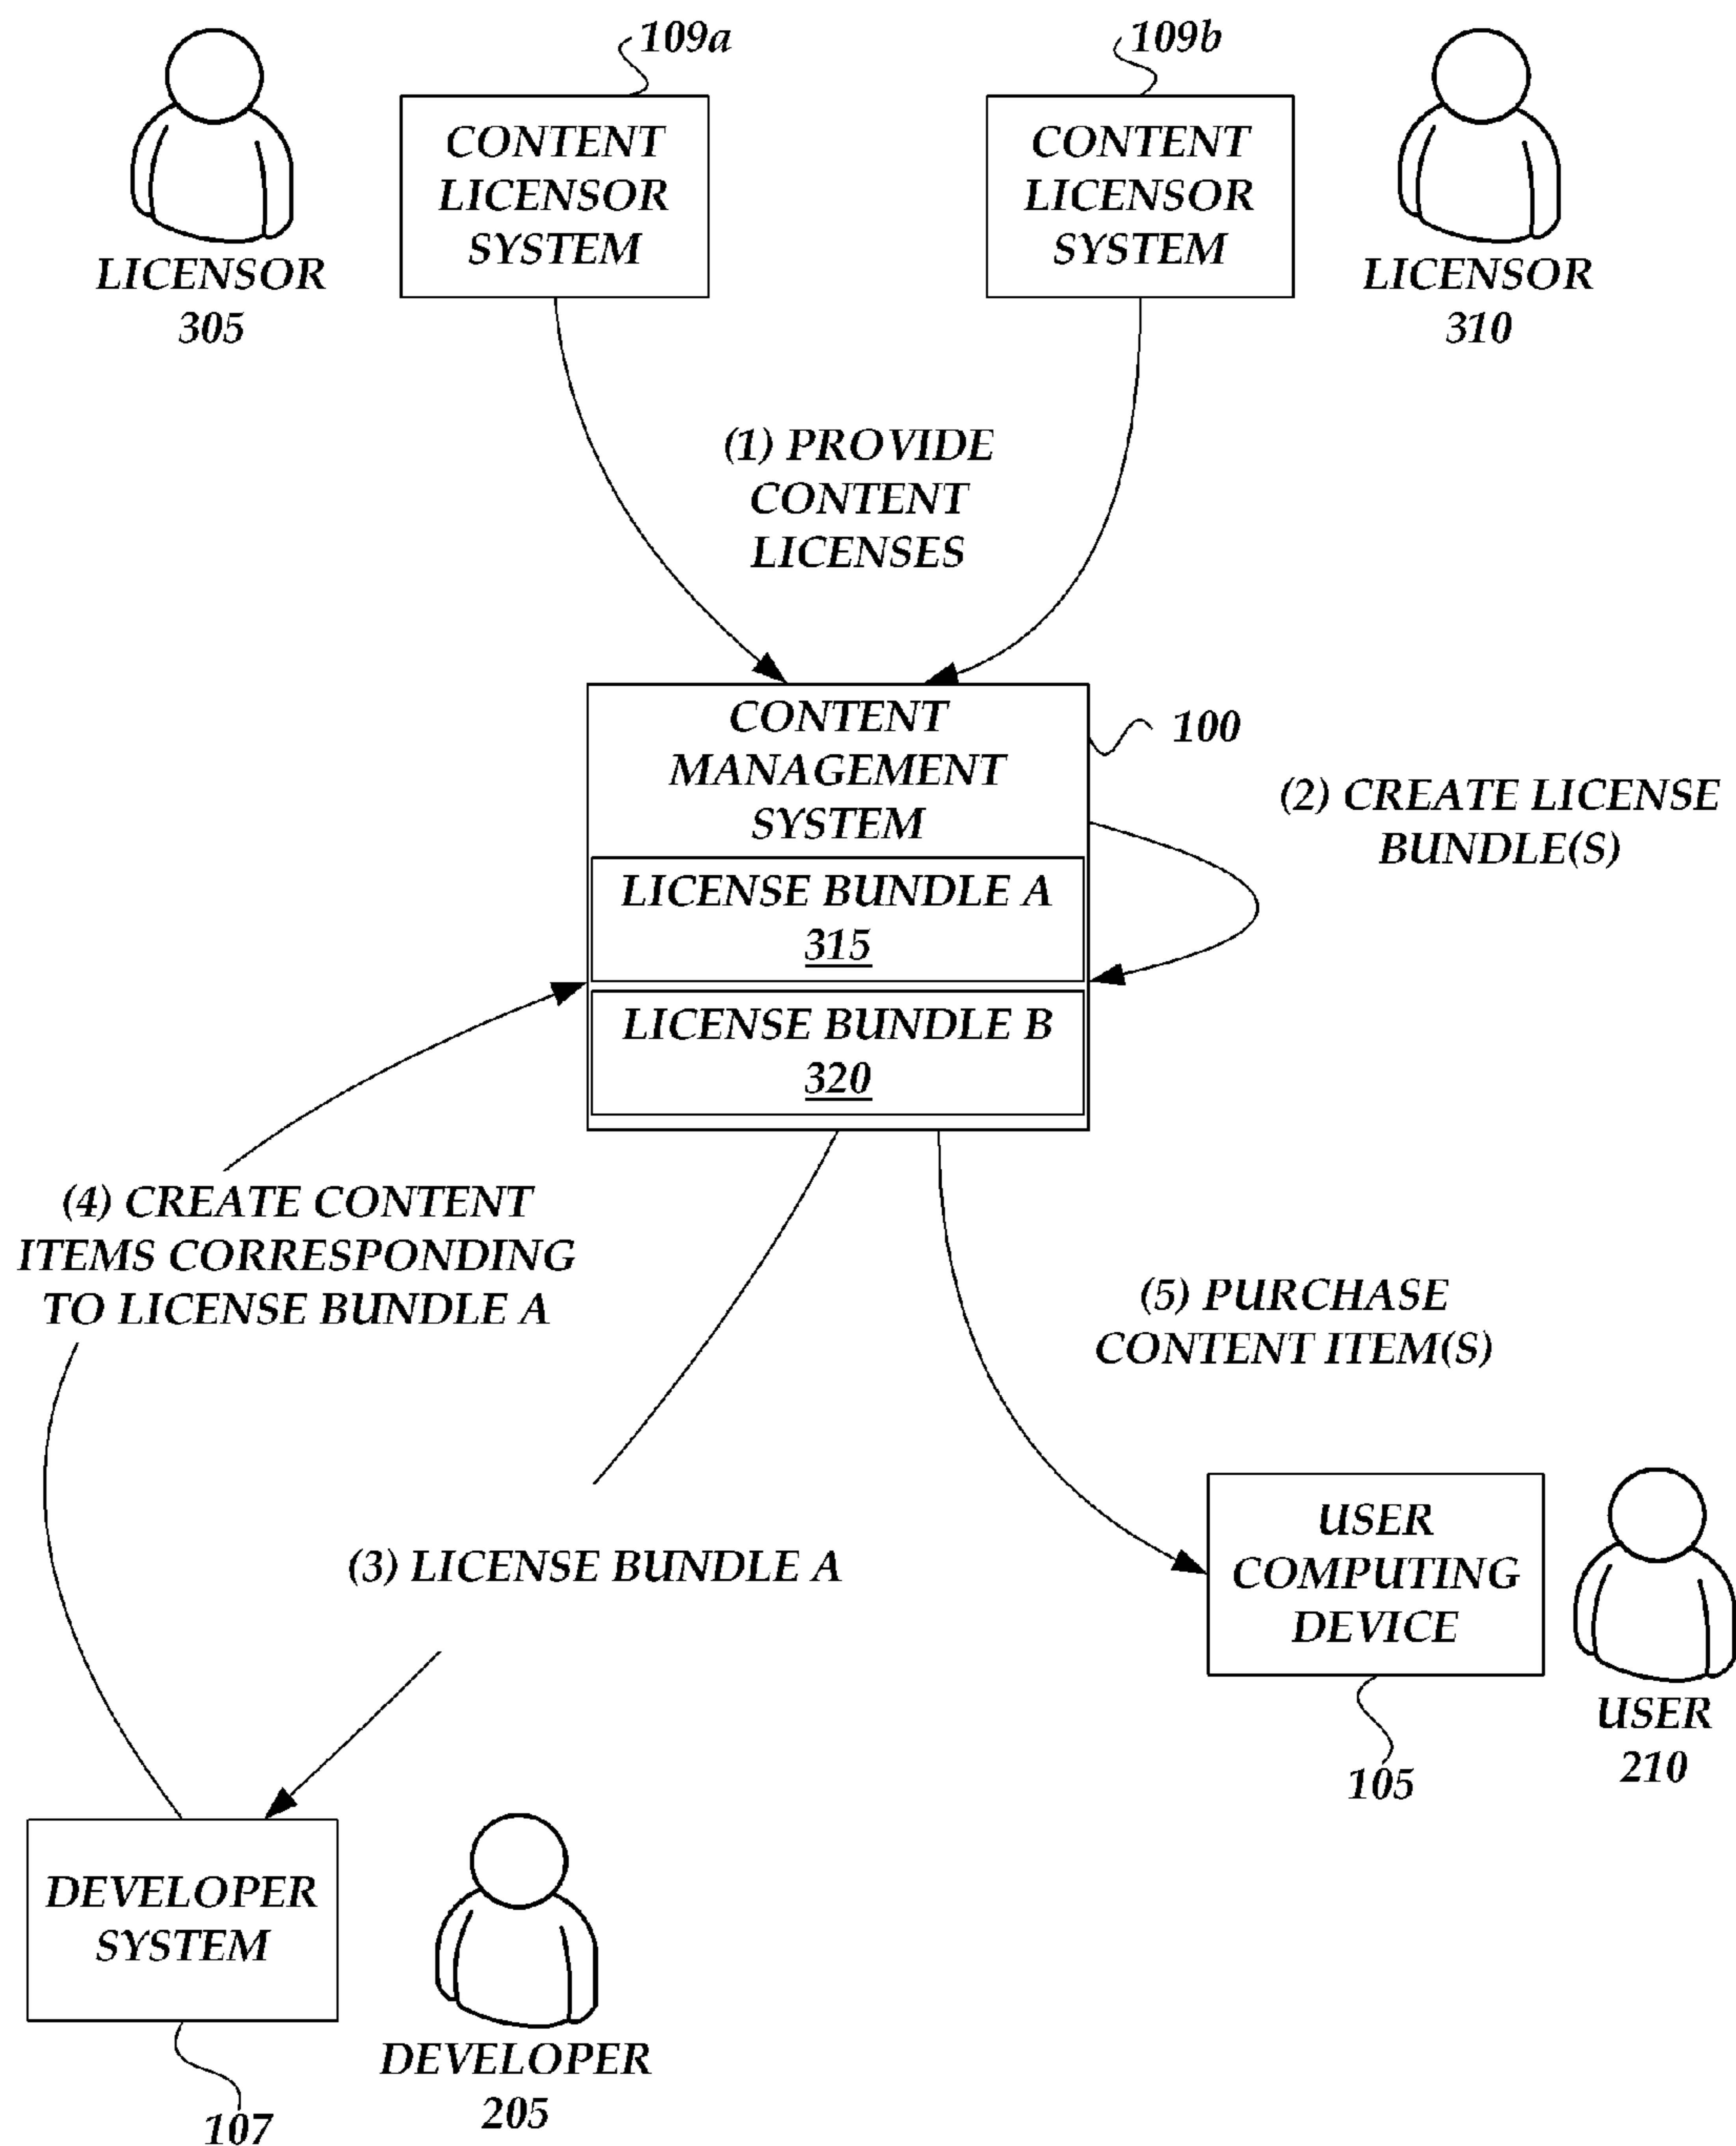 109a
109b
CONTENT
LICENSOR
SYSTEM
CONTENT
LICENSOR
SYSTEM
LICENSOR
305
LICENSOR
310
(1) PROVIDE
CONTENT
LICENSES
CONTENT
MANAGEMENT
SYSTEM
100
(2) CREATE LICENSE
BUNDLE(S)
LICENSE BUNDLE A
315
LICENSE BUNDLE B
320
(4) CREATE CONTENT
ITEMS CORRESPONDING
TO LICENSE BUNDLE A
(5) PURCHASE
CONTENT ITEM(S)
(3) LICENSE BUNDLE A
USER
COMPUTING
DEVICE
USER
210
105
DEVELOPER
SYSTEM
DEVELOPER
205
107